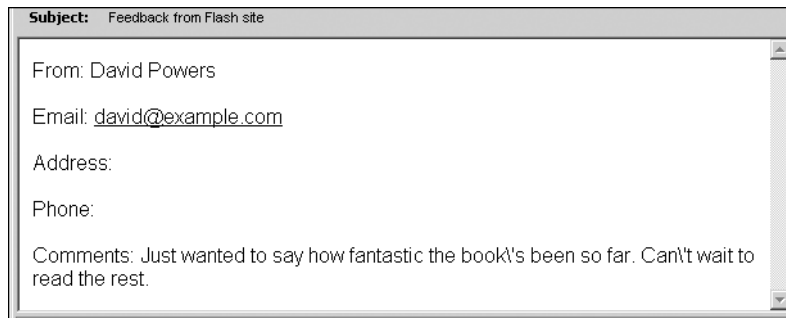 Subject: Feedback from Flash site
From: David Powers
Email: david@example.com
Address:
Phone:
Comments: Just wanted to say how fantastic the book\'s been so far. Can\'t wait to
read the rest.